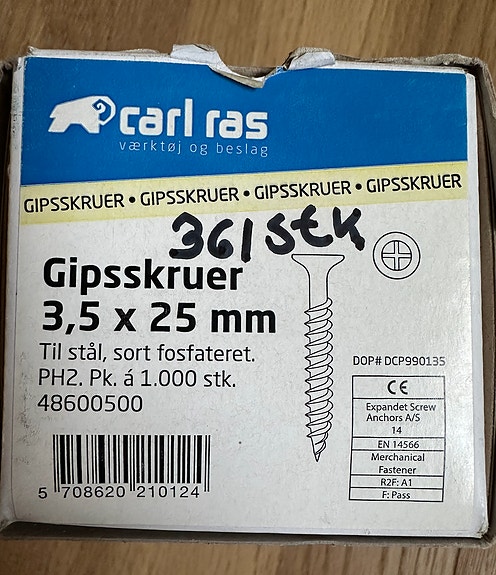 carl ras
værktøj og beslag
GIPSSKRUER • GIPSSKRUER • GIPSSKRUER • GIPSSKRUER
361 stk
Gipsskruer
3,5 x 25 mm
Til stål, sort fosfateret.
PH2. Pk. á 1.000 stk.
48600500
5 708620 210124
DOP# DCP990135
CE
Expandet Screw
Anchors A/S
14
EN 14566
Merchanical
Fastener
R2F: A1
F: Pass